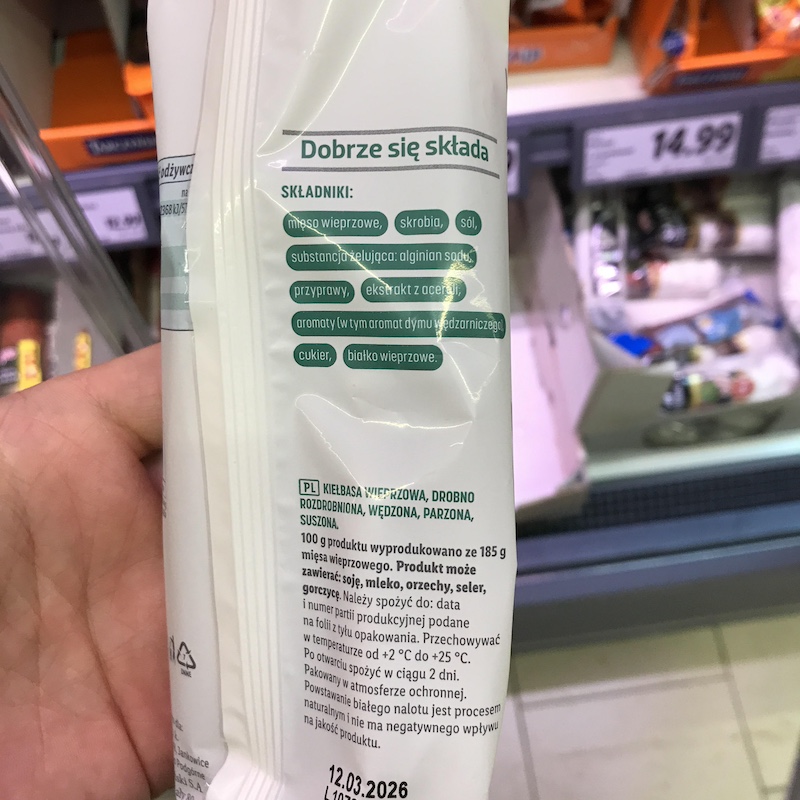 Dobrze się składa
SKŁADNIKI:
mięso wieprzowe, skrobia, sól,
substancja żelująca: alginian sodu,
przyprawy, ekstrakt z aceroli,
aromaty (w tym aromat dymu wędzarniczego),
cukier, białko wieprzowe.
PL KIEŁBASA WIEPRZOWA, DROBNO
ROZDROBNIONA, WĘDZONA, PARZONA,
SUSZONA.
100 g produktu wyprodukowano ze 185 g
mięsa wieprzowego. Produkt może
zawierać: soję, mleko, orzechy, seler,
gorczycę. Należy spożyć do: data
i numer partii produkcyjnej podane
na folii z tyłu opakowania. Przechowywać
w temperaturze od +2 °C do +25 °C.
Po otwarciu spożyć w ciągu 2 dni.
Pakowany w atmosferze ochronnej.
Powstawanie białego nalotu jest procesem
naturalnym i nie ma negatywnego wpływu
na jakość produktu.
12.03.2026
14.99